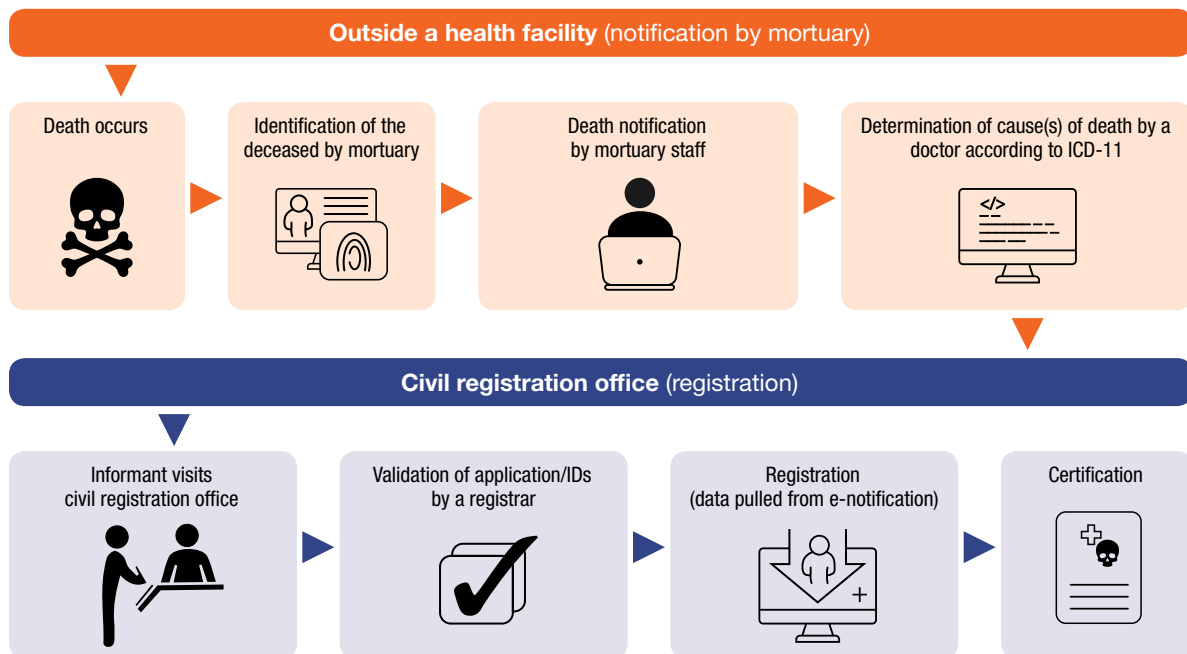 Outside a health facility (notification by mortuary)
Death occurs
Identification of the
deceased by mortuary
Death notification
by mortuary staff
Determination of cause(s) of death by a
doctor according to ICD-11
</>
Civil registration office (registration)
Informant visits
civil registration office
Validation of application/IDs
by a registrar
Registration
(data pulled from e-notification)
Certification